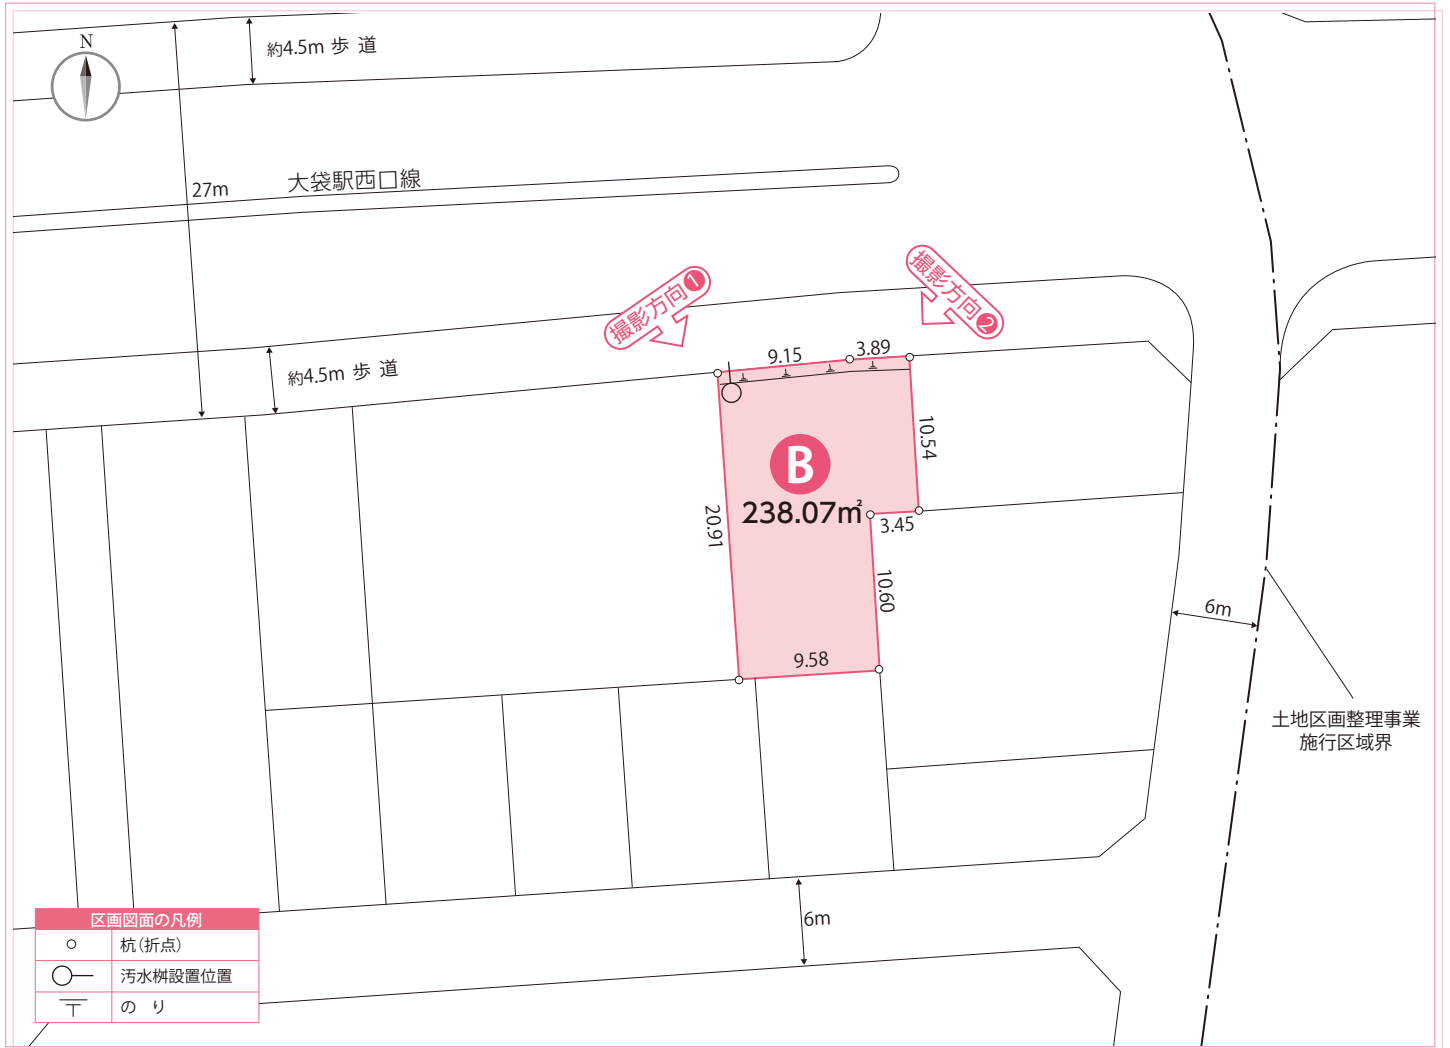 N
約4.5m 歩 道
27m
大袋駅西口線
撮影方向1
撮影方向2
約4.5m 歩 道
9.15
3.89
10.54
B
238.07㎡
3.45
20.91
10.60
9.58
6m
土地区画整理事業
施行区域界
6m
区画図面の凡例
杭(折点)
汚水桝設置位置
の り